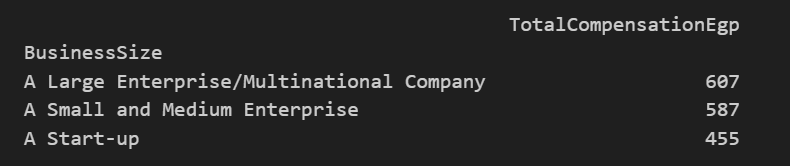 TotalCompensationEgp
BusinessSize
A Large Enterprise/Multinational Company 607
A Small and Medium Enterprise 587
A Start-up 455